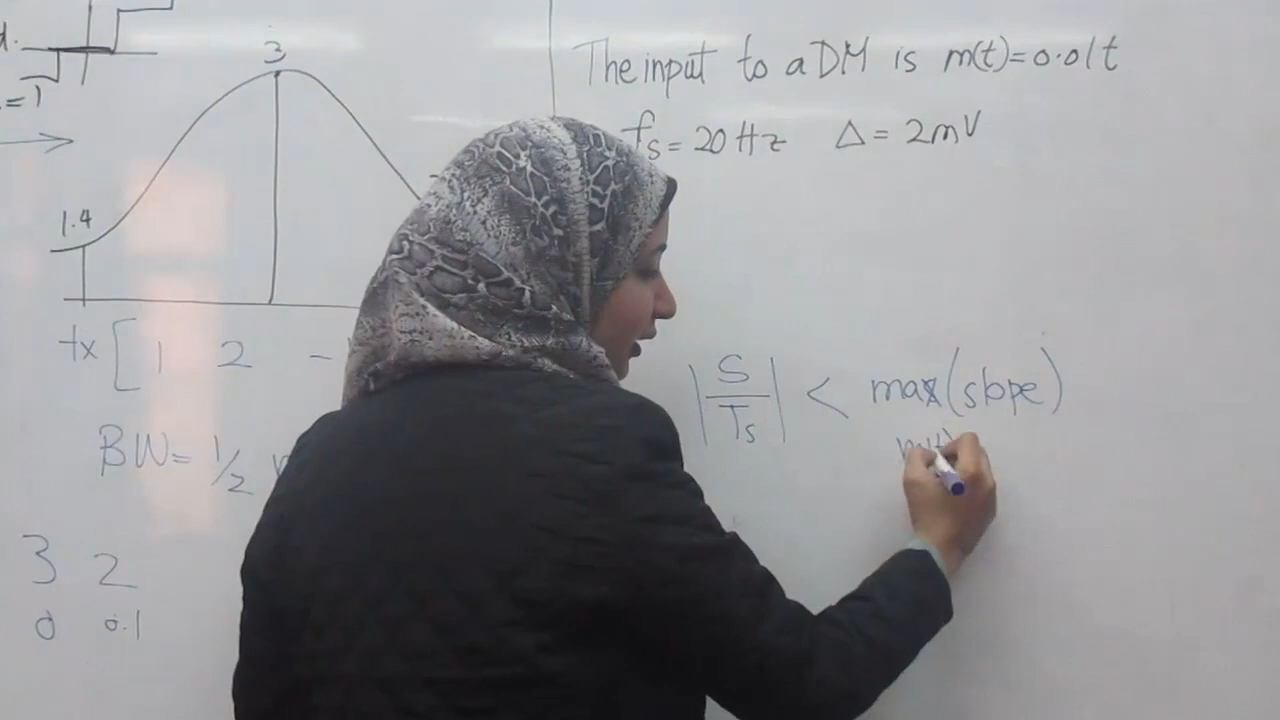 d.
=1
3
1.4
tx [ 1 2 -
BW= 1/2
3 2
0 0.1
The input to a DM is m(t)=0.01t
fs = 20 Hz Δ = 2mV
|S/Ts| < max(slope)
m(t)